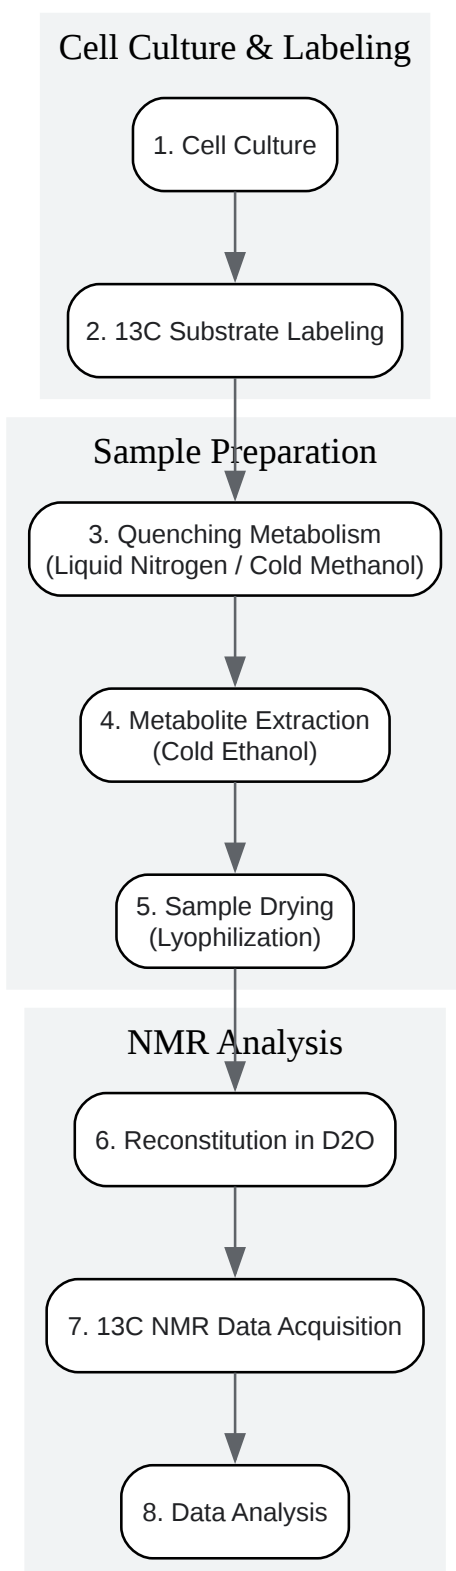 Cell Culture & Labeling
1. Cell Culture
2. 13C Substrate Labeling
Sample Preparation
3. Quenching Metabolism
(Liquid Nitrogen / Cold Methanol)
4. Metabolite Extraction
(Cold Ethanol)
5. Sample Drying
(Lyophilization)
NMR Analysis
6. Reconstitution in D2O
7. 13C NMR Data Acquisition
8. Data Analysis